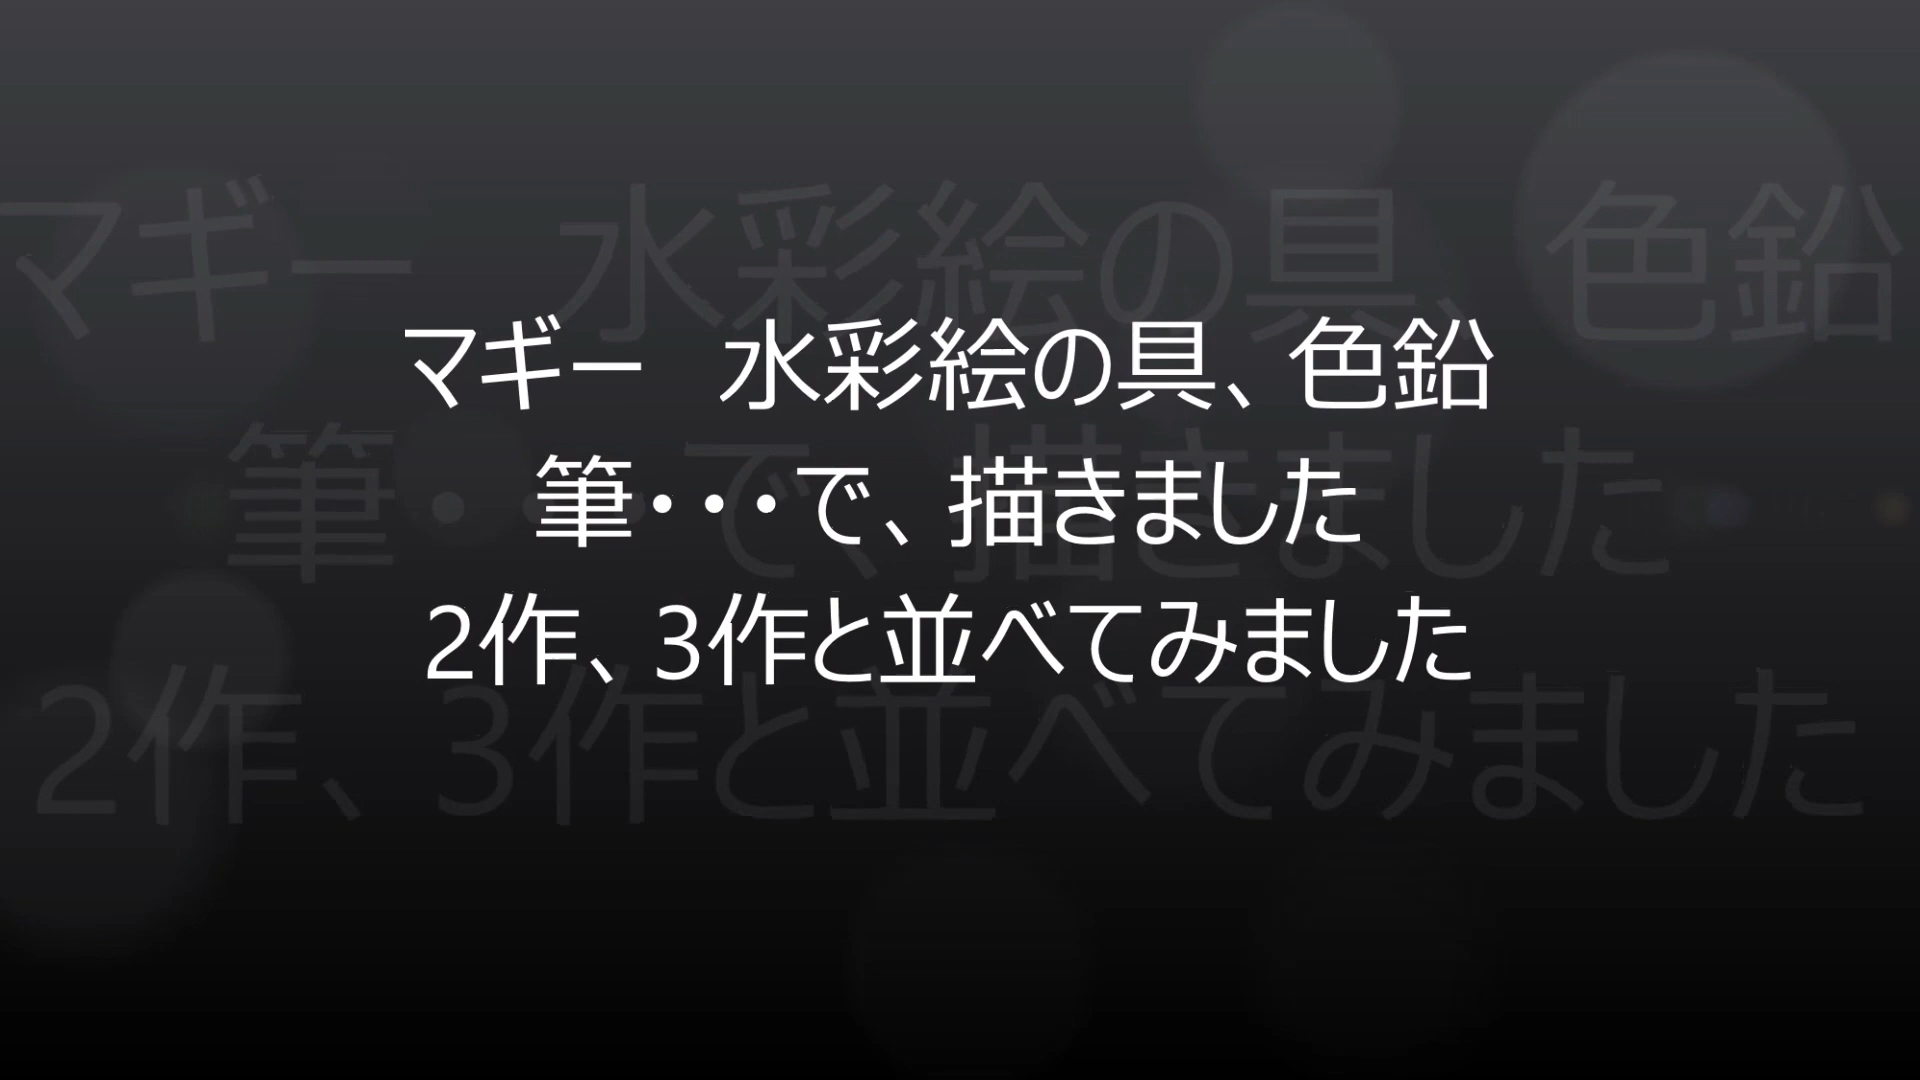 マギー　水彩絵の具、色鉛
筆・・・で、描きました
2作、3作と並べてみました